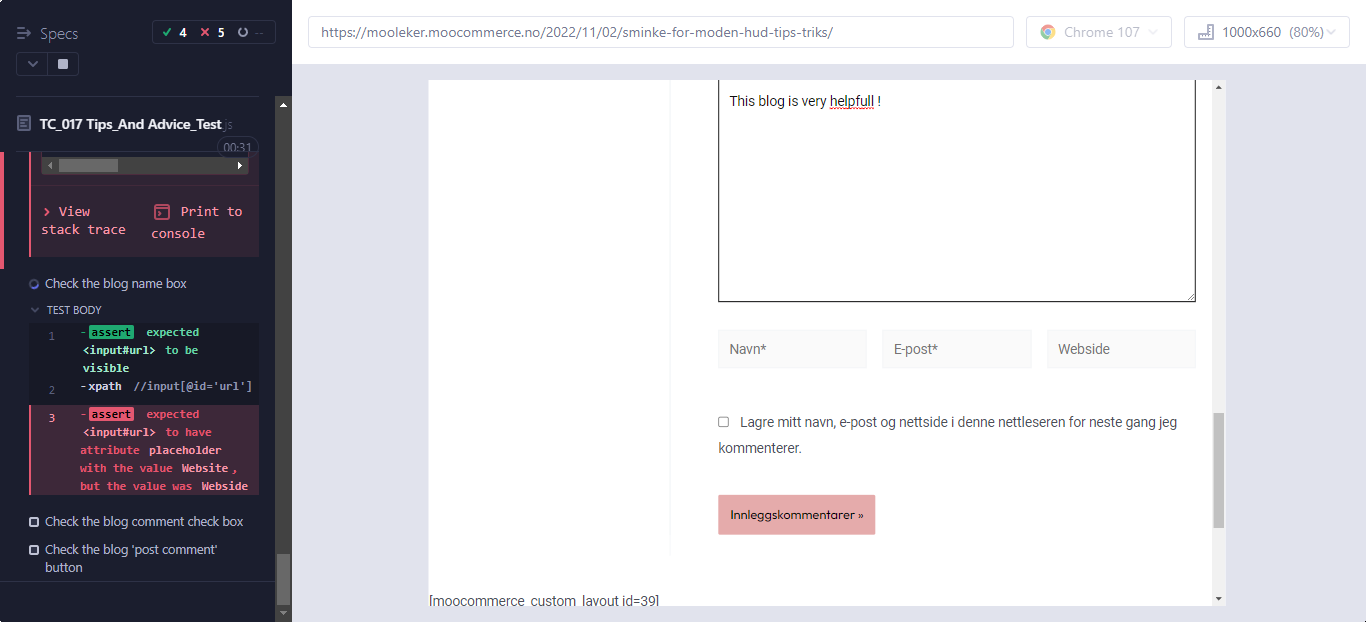 Specs
4 5 --
TC_017 Tips_And Advice_Test.js
00:31
View
stack trace
Print to
console
Check the blog name box
TEST BODY
1 -assert expected
<input#url> to be
visible
2 -xpath //input[@id='url']
3 -assert expected
<input#url> to have
attribute placeholder
with the value Website,
but the value was Webside
Check the blog comment check box
Check the blog 'post comment'
button
https://mooleker.moocommerce.no/2022/11/02/sminke-for-moden-hud-tips-triks/
Chrome 107
1000x660 (80%)
This blog is very helpfull !
Navn* E-post* Webside
Lagre mitt navn, e-post og nettside i denne nettleseren for neste gang jeg
kommenterer.
Innleggskommentarer »
[moocommerce_custom_layout id=39]